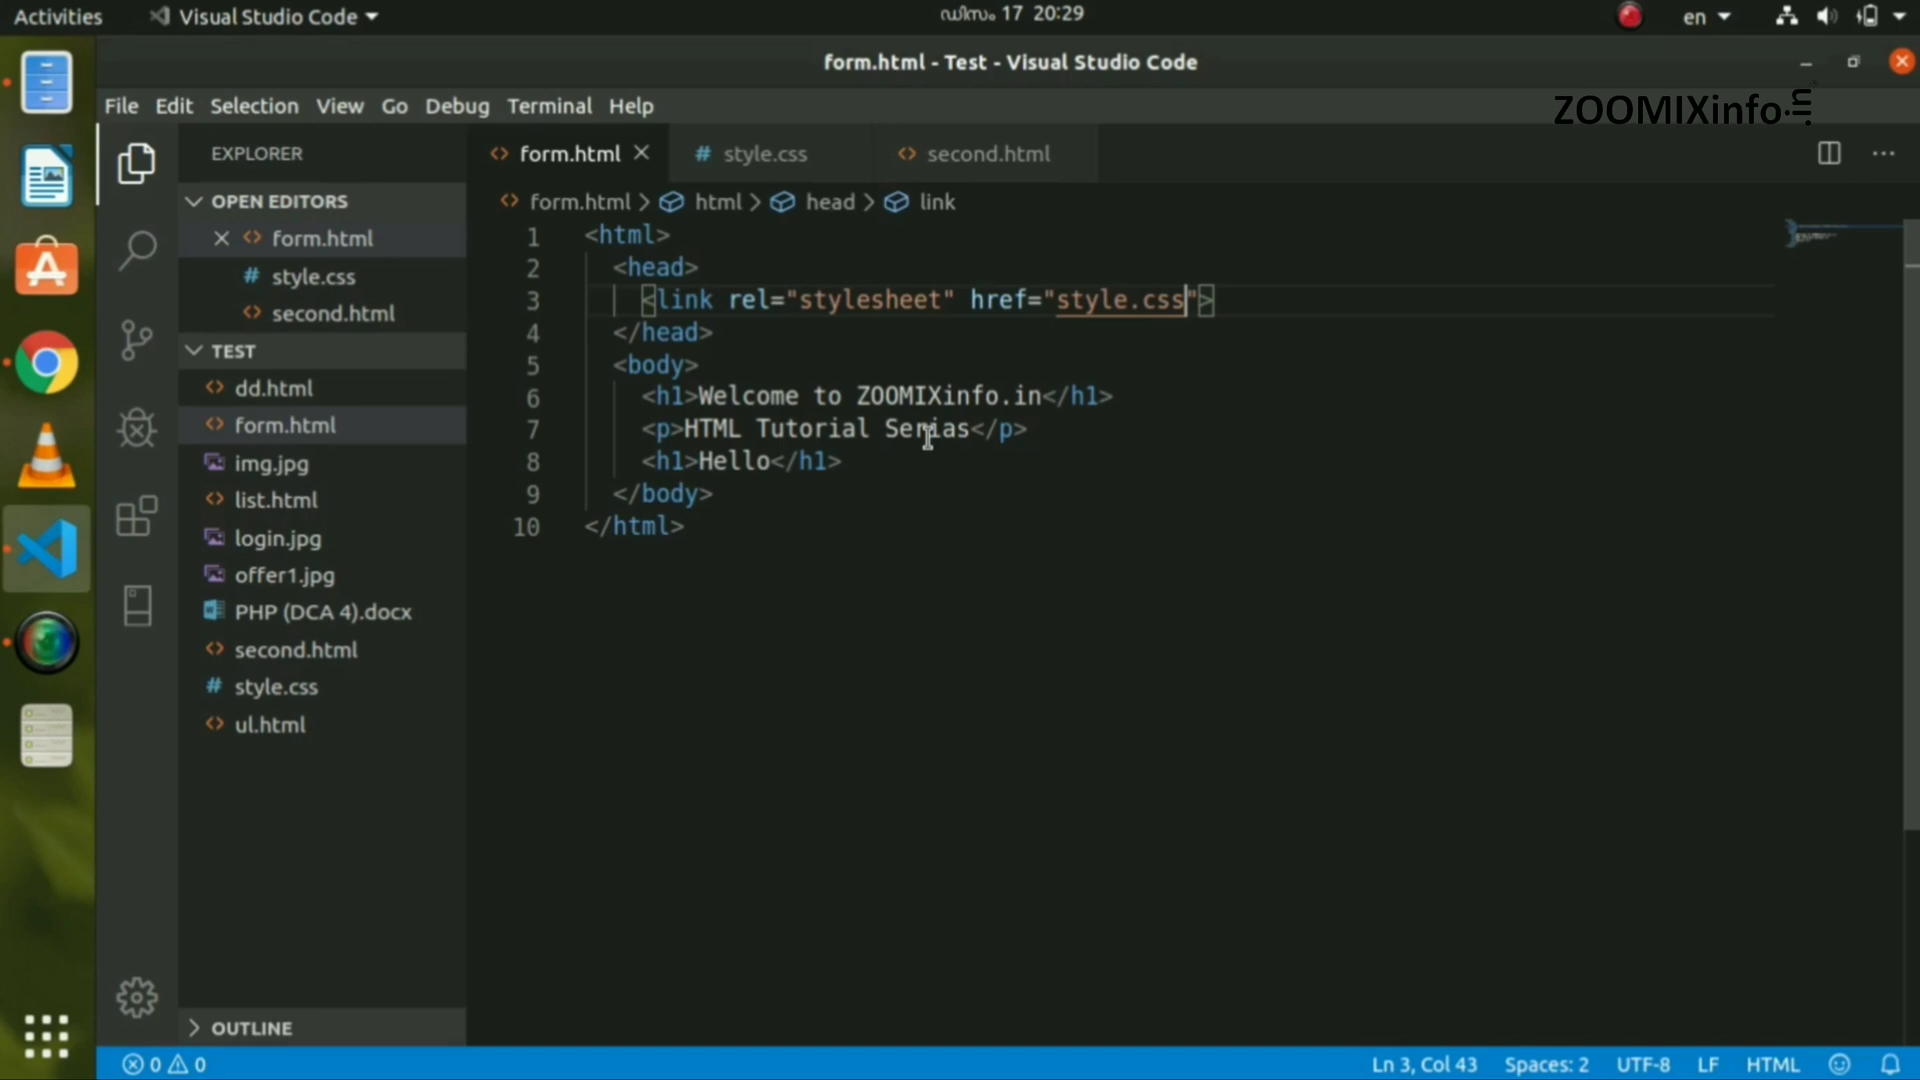 Activities
Visual Studio Code
ഡിസം 17 20:29
en
form.html - Test - Visual Studio Code
File Edit Selection View Go Debug Terminal Help
ZOOMIXinfo.in
EXPLORER
OPEN EDITORS
form.html
style.css
second.html
TEST
dd.html
form.html
img.jpg
list.html
login.jpg
offer1.jpg
PHP (DCA 4).docx
second.html
style.css
ul.html
OUTLINE
form.html style.css second.html
form.html > html > head > link
1 <html>
2 <head>
3 <link rel="stylesheet" href="style.css">
4 </head>
5 <body>
6 <h1>Welcome to ZOOMIXinfo.in</h1>
7 <p>HTML Tutorial Serias</p>
8 <h1>Hello</h1>
9 </body>
10 </html>
0 0
Ln 3, Col 43 Spaces: 2 UTF-8 LF HTML